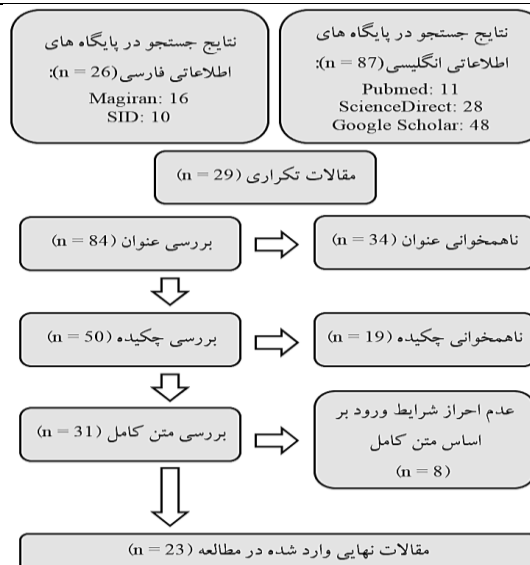 نتایج جستجو در پایگاه های
اطلاعاتی انگلیسی(n = 87):
Pubmed: 11
ScienceDirect: 28
Google Scholar: 48
نتایج جستجو در پایگاه های
اطلاعاتی فارسی(n = 26):
Magiran: 16
SID: 10
مقالات تکراری (n = 29)
بررسی عنوان (n = 84)
ناهمخوانی عنوان (n = 34)
بررسی چکیده (n = 50)
ناهمخوانی چکیده (n = 19)
بررسی متن کامل (n = 31)
عدم احراز شرایط ورود بر
اساس متن کامل
(n = 8)
مقالات نهایی وارد شده در مطالعه (n = 23)